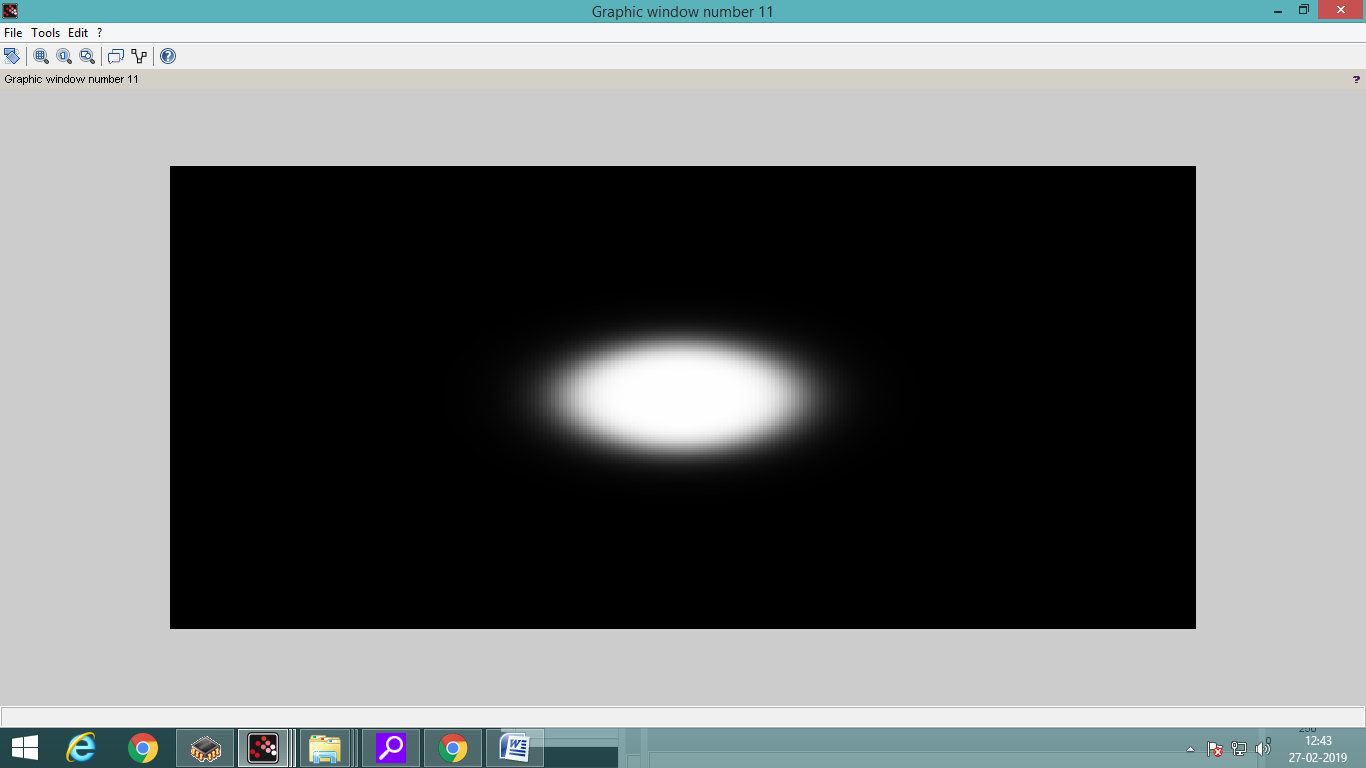 Graphic window number 11
File Tools Edit ?
Graphic window number 11
?
12:43
27-02-2019